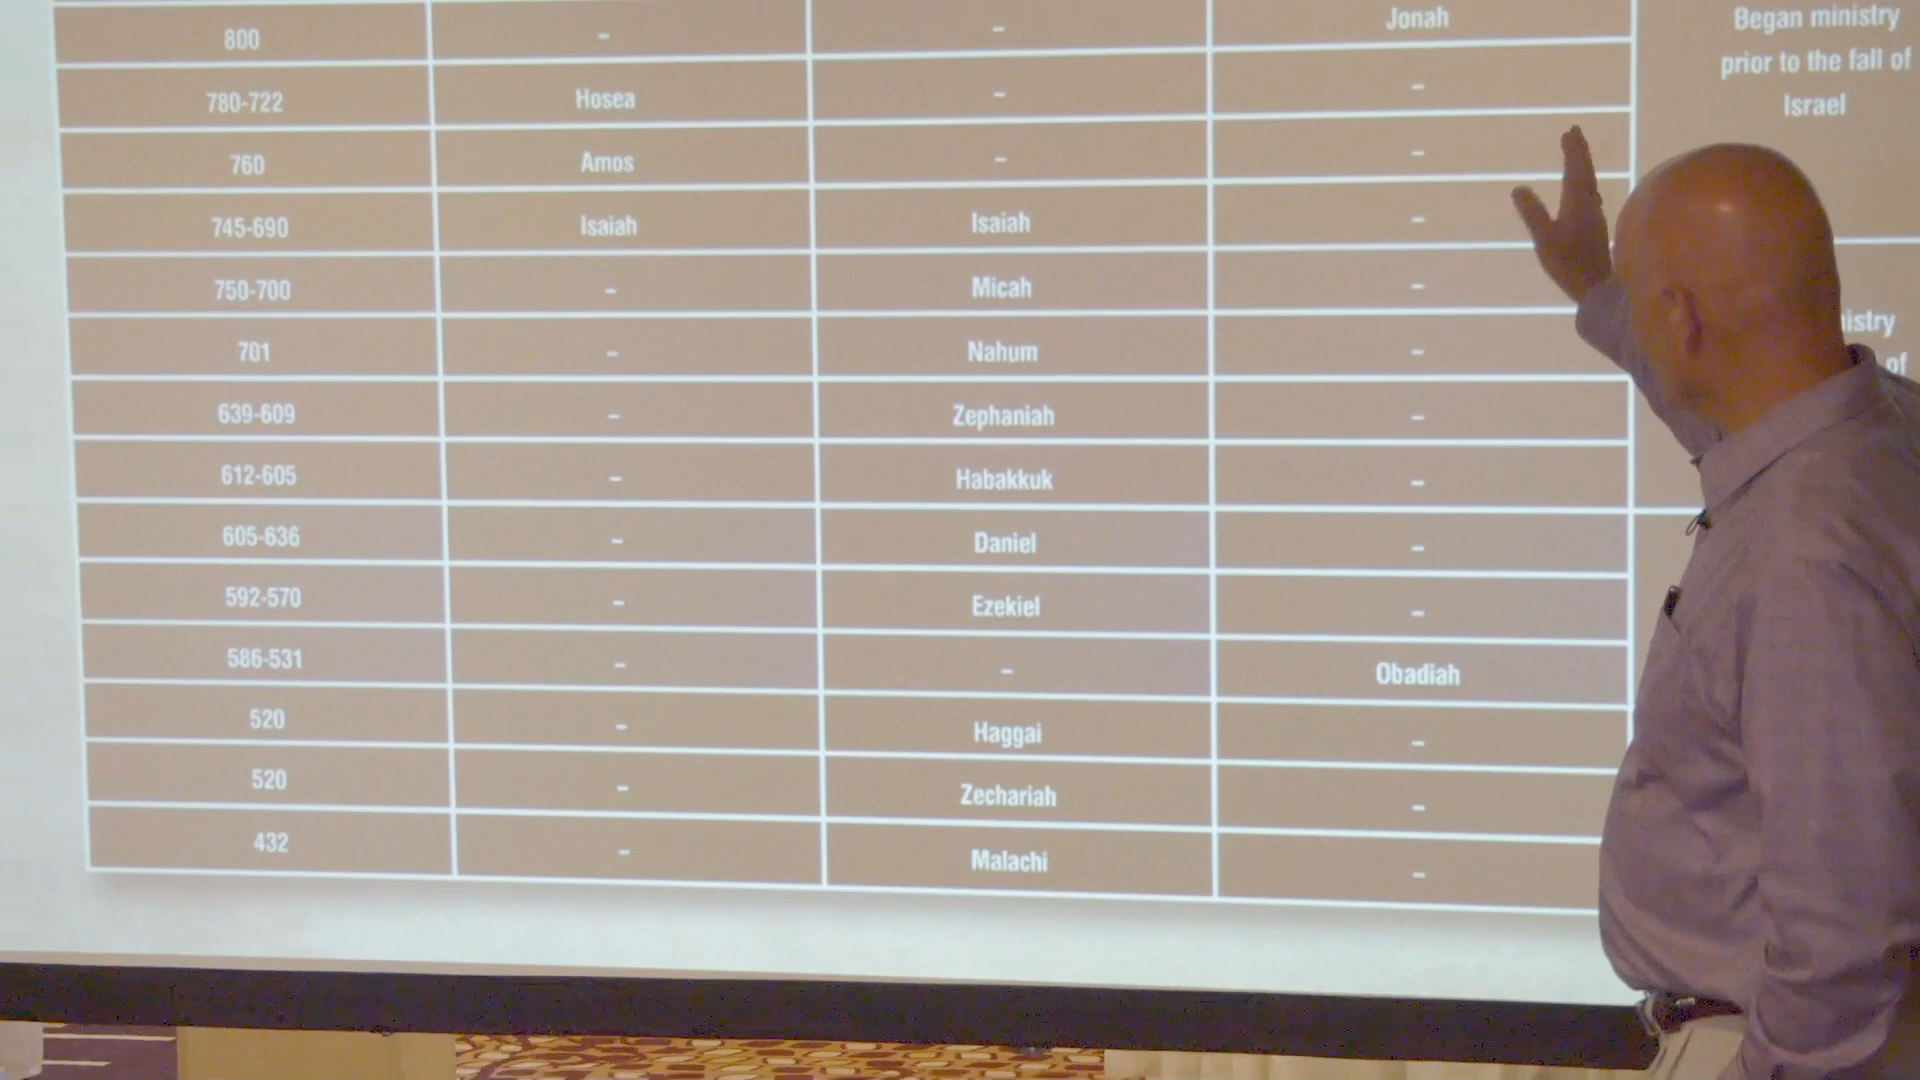 800 - - Jonah
780-722 Hosea - -
760 Amos - -
745-690 Isaiah Isaiah -
750-700 - Micah -
701 - Nahum -
639-609 - Zephaniah -
612-605 - Habakkuk -
605-636 - Daniel -
592-570 - Ezekiel -
586-531 - - Obadiah
520 - Haggai -
520 - Zechariah -
432 - Malachi -
Began ministry
prior to the fall of
Israel
istry
of